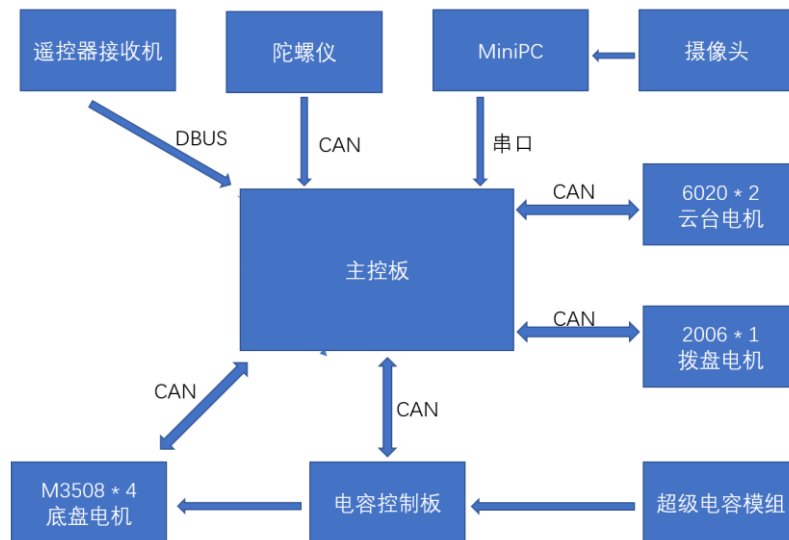 遥控器接收机
陀螺仪
MiniPC
摄像头
DBUS
CAN
串口
CAN
6020 * 2
云台电机
主控板
CAN
2006 * 1
拨盘电机
CAN
CAN
M3508 * 4
底盘电机
电容控制板
超级电容模组